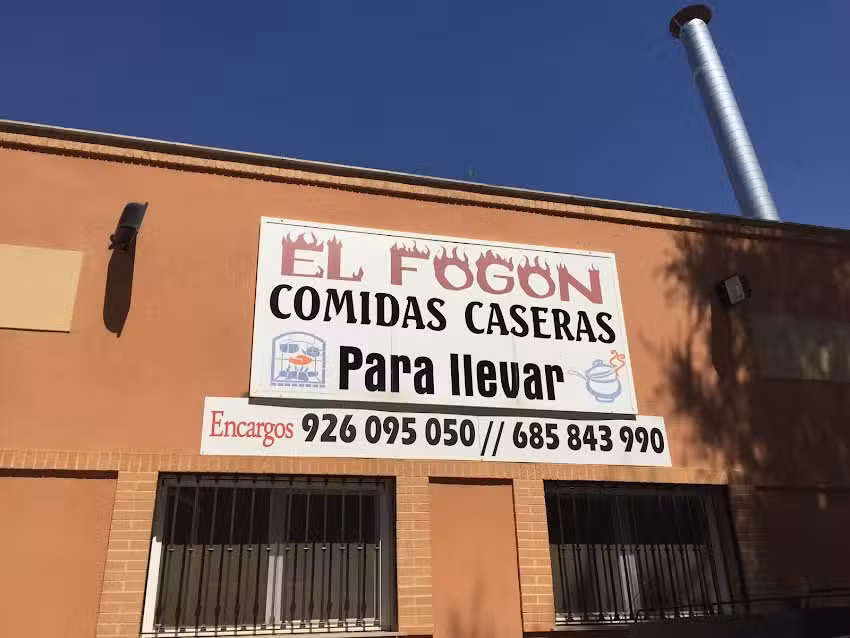 EL FOGON
COMIDAS CASERAS
Para llevar
Encargos 926 095 050 // 685 843 990